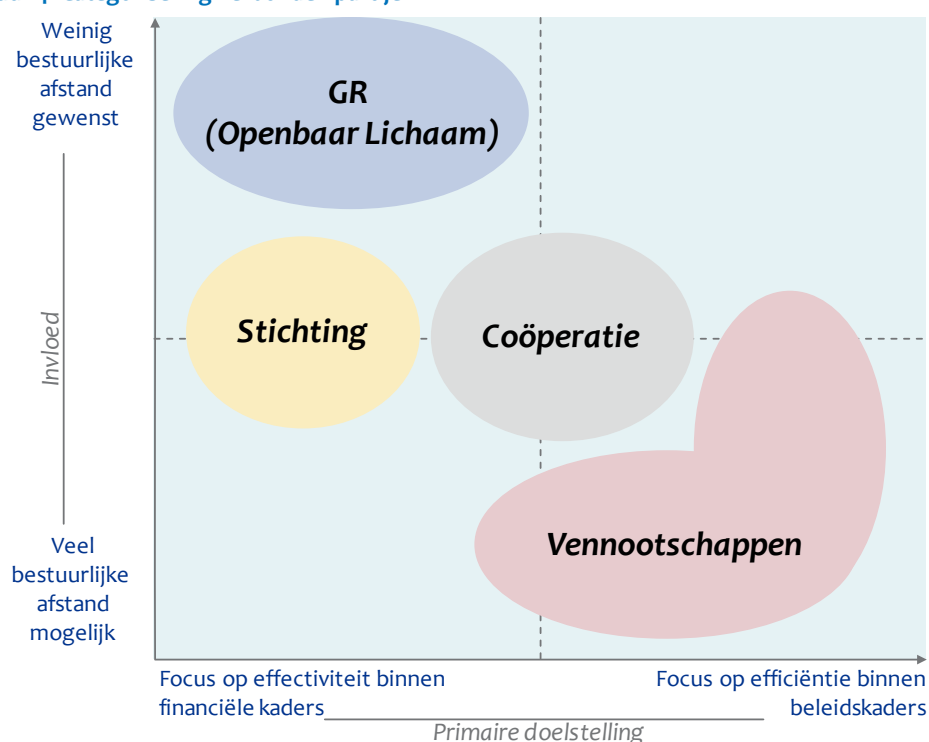 Weinig
bestuurlijke
afstand
gewenst
GR
(Openbaar Lichaam)
Stichting
Coöperatie
Invloed
Vennootschappen
Veel
bestuurlijke
afstand
mogelijk
Focus op effectiviteit binnen
financiële kaders
Focus op efficiëntie binnen
beleidskaders
Primaire doelstelling